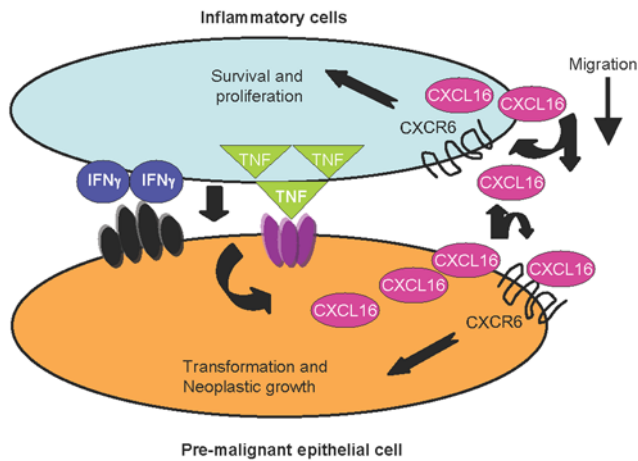 Inflammatory cells
Migration
Survival and
proliferation
CXCL16
CXCL16
CXCR6
TNF
TNF
TNF
IFNγ
IFNγ
CXCL16
CXCL16
CXCL16
CXCL16
CXCL16
CXCR6
Transformation and
Neoplastic growth
Pre-malignant epithelial cell